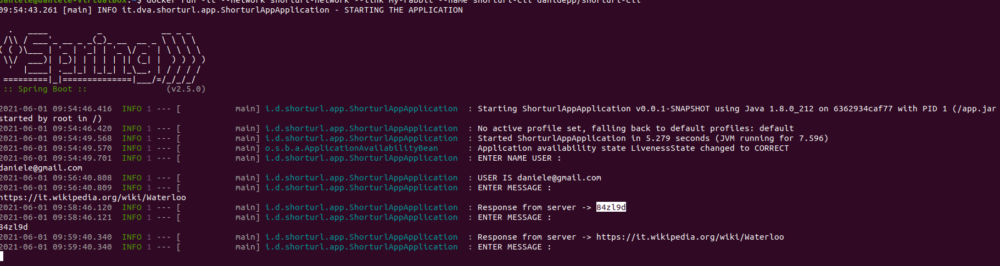 daniele@daniele-VirtualBox:~$ docker run -it --network shorturl-network --link my-rabbit --name shorturl-cli danidepp/shorturl-cli
09:54:43.261 [main] INFO it.dva.shorturl.app.ShorturlAppApplication - STARTING THE APPLICATION
  .   ____          _            __ _ _
 /\\ / ___'_ __ _ _(_)_ __  __ _ \ \ \ \
( ( )\___ | '_ | '_| | '_ \/ _` | \ \ \ \
 \\/  ___)| |_)| | | | | || (_| |  ) ) ) )
  '  |____| .__|_| |_|_| |_\__, | / / / /
 =========|_|==============|___/=/_/_/_/
 :: Spring Boot ::                (v2.5.0)
2021-06-01 09:54:46.416  INFO 1 --- [           main] i.d.shorturl.app.ShorturlAppApplication  : Starting ShorturlAppApplication v0.0.1-SNAPSHOT using Java 1.8.0_212 on 6362934caf77 with PID 1 (/app.jar
started by root in /)
2021-06-01 09:54:46.420  INFO 1 --- [           main] i.d.shorturl.app.ShorturlAppApplication  : No active profile set, falling back to default profiles: default
2021-06-01 09:54:49.568  INFO 1 --- [           main] i.d.shorturl.app.ShorturlAppApplication  : Started ShorturlAppApplication in 5.279 seconds (JVM running for 7.596)
2021-06-01 09:54:49.570  INFO 1 --- [           main] o.s.b.a.ApplicationAvailabilityBean      : Application availability state LivenessState changed to CORRECT
2021-06-01 09:54:49.701  INFO 1 --- [           main] i.d.shorturl.app.ShorturlAppApplication  : ENTER NAME USER :
daniele@gmail.com
2021-06-01 09:56:40.808  INFO 1 --- [           main] i.d.shorturl.app.ShorturlAppApplication  : USER IS daniele@gmail.com
2021-06-01 09:56:40.809  INFO 1 --- [           main] i.d.shorturl.app.ShorturlAppApplication  : ENTER MESSAGE :
https://it.wikipedia.org/wiki/Waterloo
2021-06-01 09:58:46.120  INFO 1 --- [           main] i.d.shorturl.app.ShorturlAppApplication  : Response from server -> 84zl9d
2021-06-01 09:58:46.121  INFO 1 --- [           main] i.d.shorturl.app.ShorturlAppApplication  : ENTER MESSAGE :
84zl9d
2021-06-01 09:59:40.340  INFO 1 --- [           main] i.d.shorturl.app.ShorturlAppApplication  : Response from server -> https://it.wikipedia.org/wiki/Waterloo
2021-06-01 09:59:40.340  INFO 1 --- [           main] i.d.shorturl.app.ShorturlAppApplication  : ENTER MESSAGE :